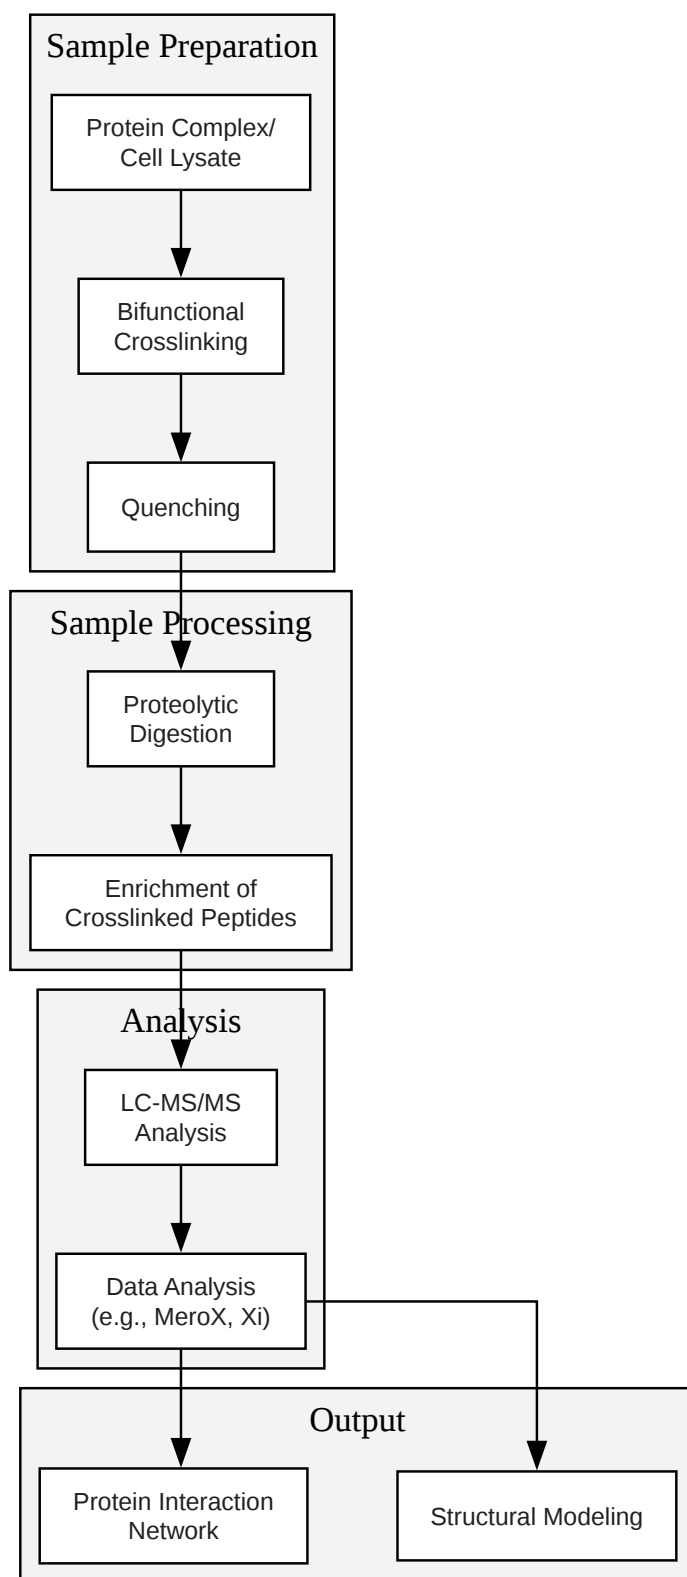 Sample Preparation
Protein Complex/
Cell Lysate
Bifunctional
Crosslinking
Quenching
Sample Processing
Proteolytic
Digestion
Enrichment of
Crosslinked Peptides
Analysis
LC-MS/MS
Analysis
Data Analysis
(e.g., MeroX, Xi)
Output
Protein Interaction
Network
Structural Modeling